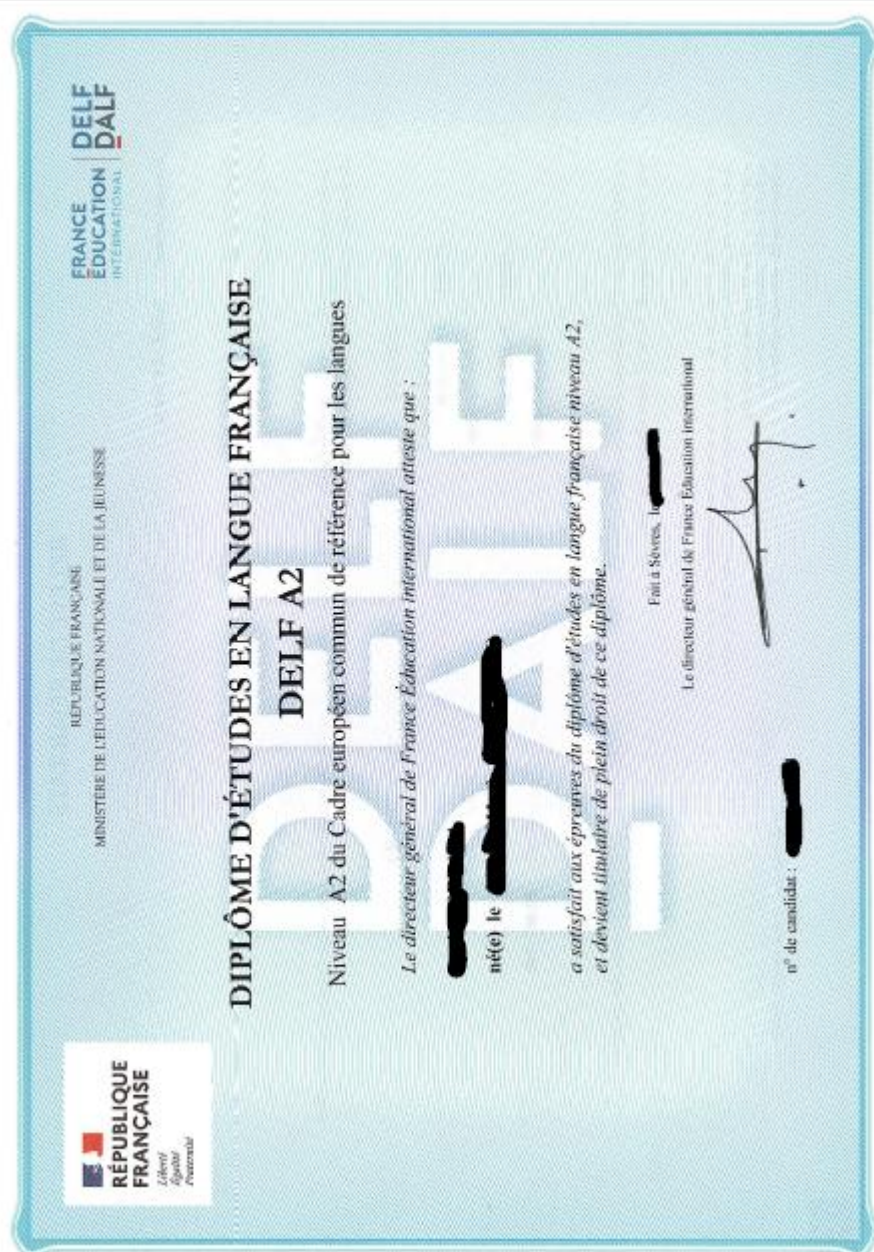 RÉPUBLIQUE
FRANÇAISE
Liberté
Égalité
Fraternité
RÉPUBLIQUE FRANÇAISE
MINISTÈRE DE L'ÉDUCATION NATIONALE ET DE LA JEUNESSE
FRANCE
ÉDUCATION
INTERNATIONAL
DELF
DALF
DIPLÔME D'ÉTUDES EN LANGUE FRANÇAISE
DELF A2
Niveau A2 du Cadre européen commun de référence pour les langues
Le directeur général de France Éducation international atteste que :
né(e) le
a satisfait aux épreuves du diplôme d'études en langue française niveau A2,
et devient titulaire de plein droit de ce diplôme.
Fait à Sèvres, le
Le directeur général de France Éducation international
n° de candidat :
DELF
DALF